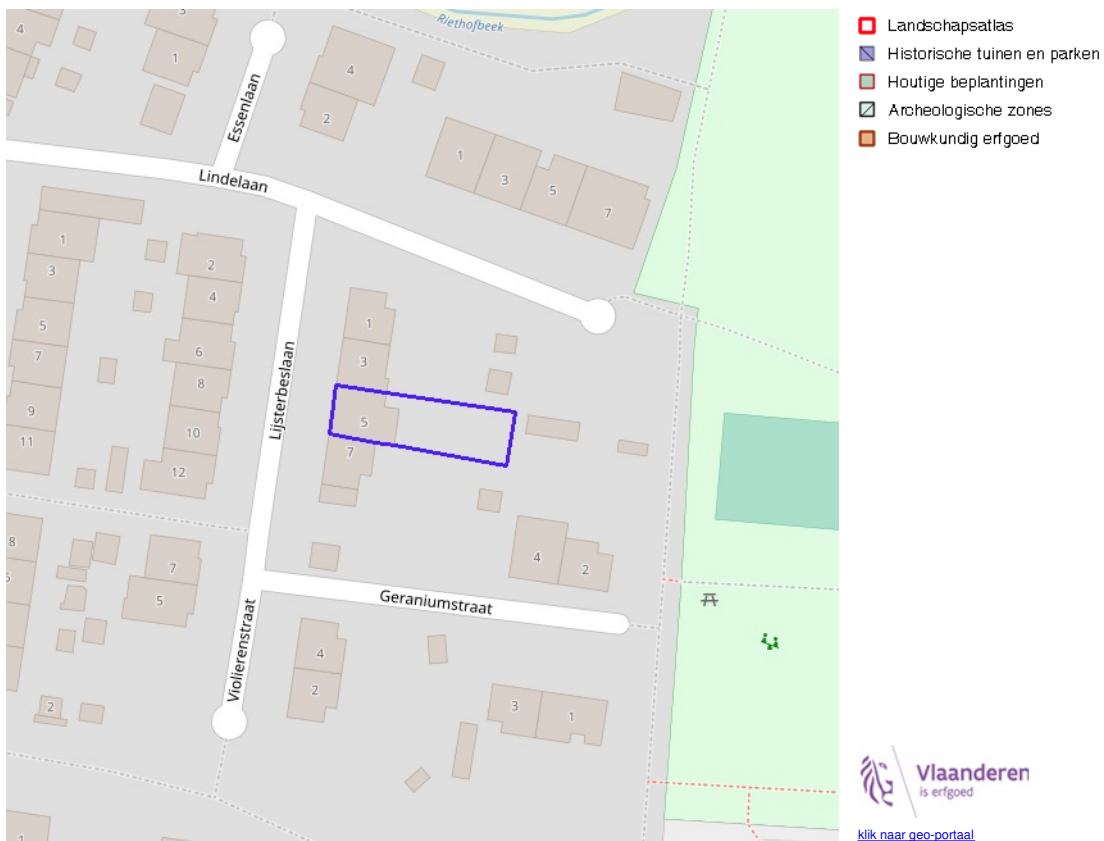 Riethofbeek
4
3
1
Essenlaan
4
2
Lindelaan
1
3
5
7
1
3
5
7
9
11
2
4
6
8
10
12
Lijsterbeslaan
1
3
5
7
8
7
5
4
2
Geraniumstraat
Violierenstraat
4
2
3
1
2
1
Landschapsatlas
Historische tuinen en parken
Houtige beplantingen
Archeologische zones
Bouwkundig erfgoed
Vlaanderen
is erfgoed
klik naar geo-portaal